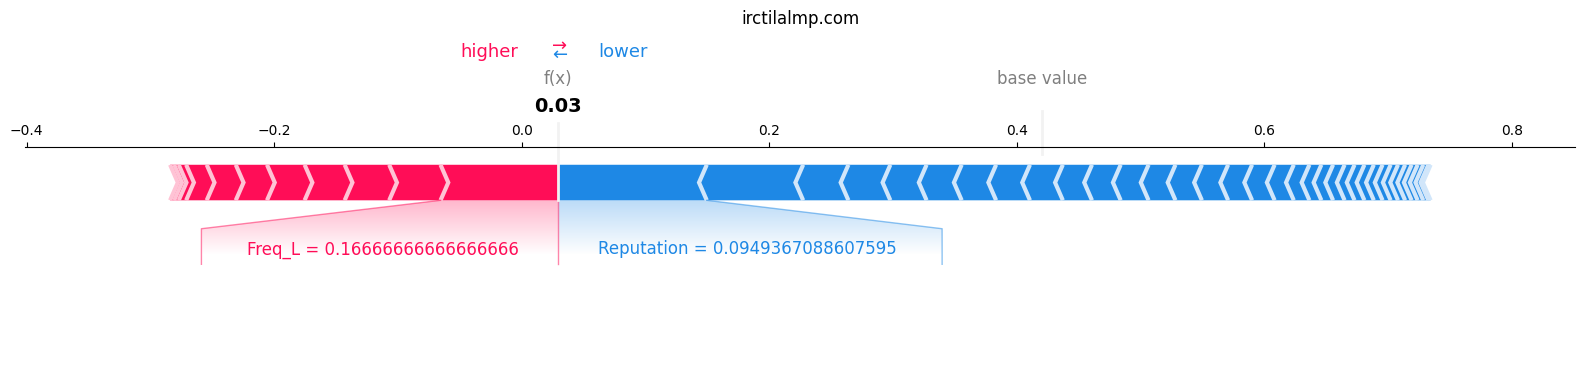 irctilalmp.com
higher → lower
←
f(x) base value
0.03
−0.4 −0.2 0.0 0.2 0.4 0.6 0.8
Freq_L = 0.16666666666666666 Reputation = 0.0949367088607595